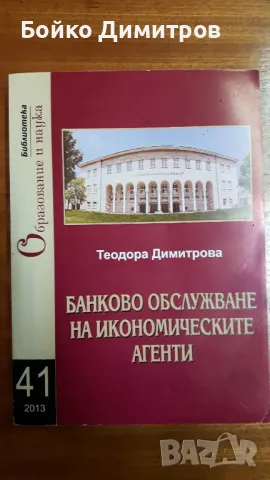 Бойко Димитров
Библиотека
Образование и наука
Теодора Димитрова
БАНКОВО ОБСЛУЖВАНЕ
НА ИКОНОМИЧЕСКИТЕ
АГЕНТИ
41
2013
BAZAR